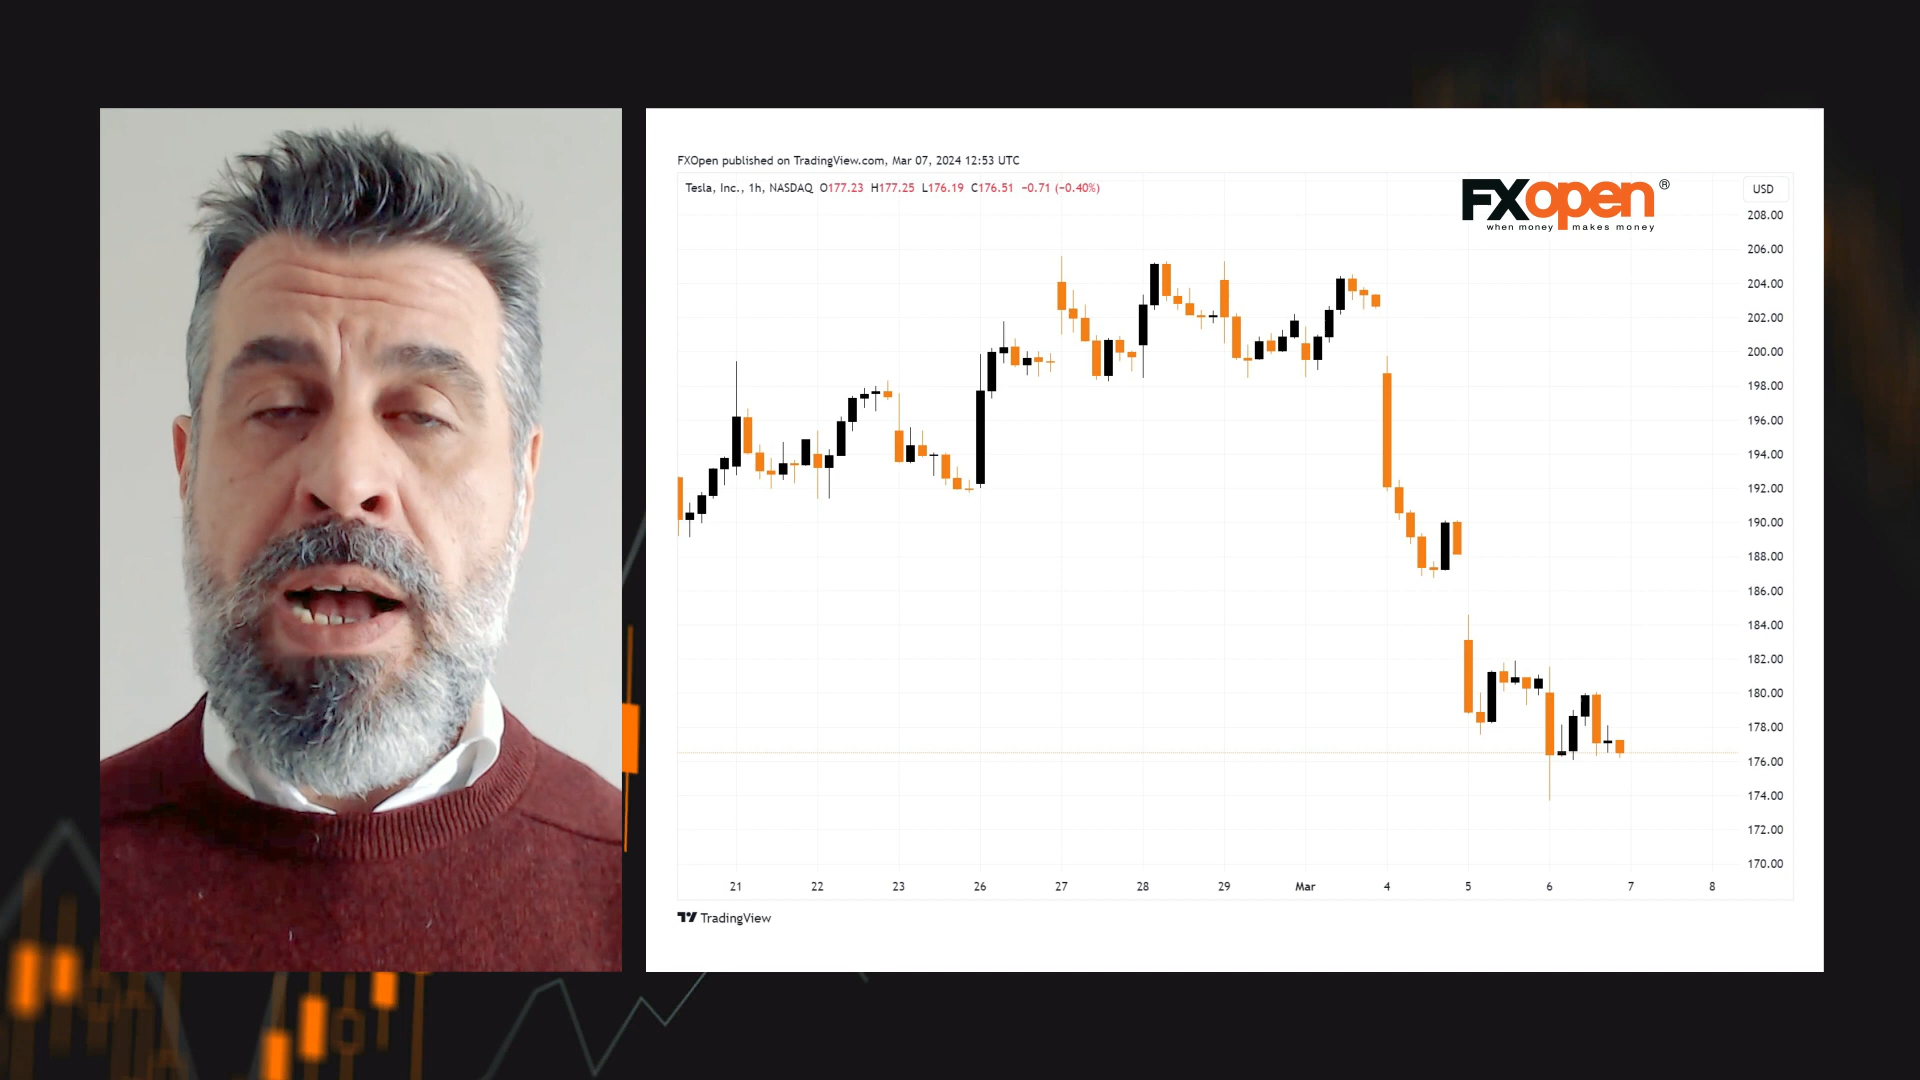 FXOpen published on TradingView.com, Mar 07, 2024 12:53 UTC
Tesla, Inc., 1h, NASDAQ O177.23 H177.25 L176.19 C176.51 −0.71 (−0.40%)
FXopen®
when money makes money
USD
208.00
206.00
204.00
202.00
200.00
198.00
196.00
194.00
192.00
190.00
188.00
186.00
184.00
182.00
180.00
178.00
176.00
174.00
172.00
170.00
21 22 23 26 27 28 29 Mar 4 5 6 7 8
TradingView